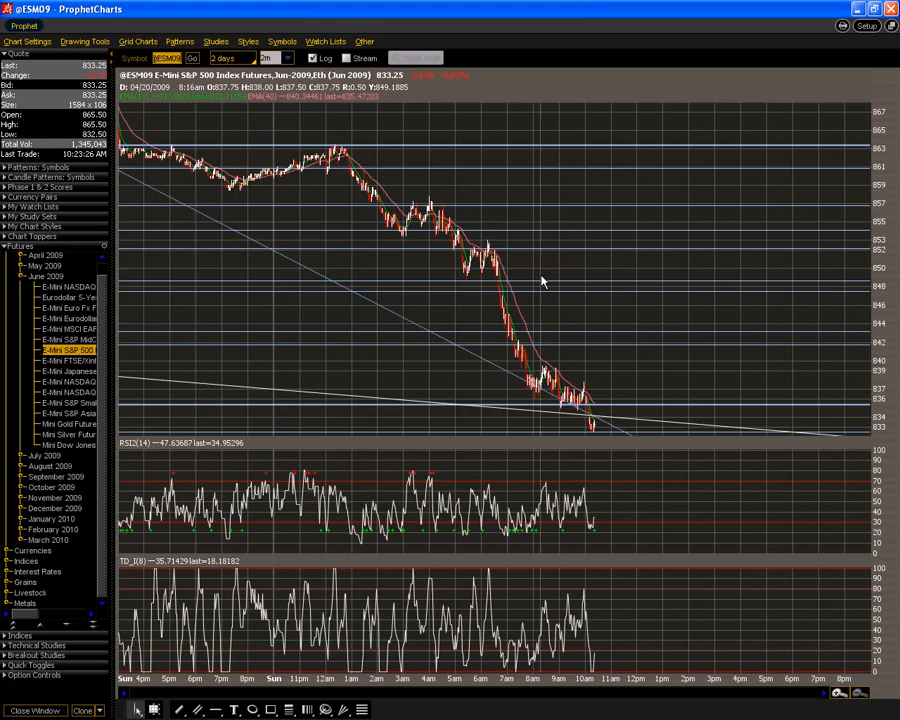 @ESM09 - ProphetCharts
Prophet
Setup
Chart Settings Drawing Tools Grid Charts Patterns Studies Styles Symbols Watch Lists Other
Quote
Symbol: @ESM09 Go 2 days 2m Log Stream
Last: 833.25
Change:
Bid: 833.25
Ask: 833.25
Size: 1584 x 106
Open: 865.50
High: 865.50
Low: 832.50
Total Vol: 1,345,043
Last Trade: 10:23:26 AM
@ESM09 E-Mini S&P 500 Index Futures,Jun-2009,Eth (Jun 2009) 833.25
D: 04/20/2009 8:16am O:837.75 H:838.00 L:837.50 C:837.75 R:0.50 Y:849.1885
EMA(40) —840.34461 last=835.47203
Patterns: Symbols
Candle Patterns: Symbols
Phase 1 & 2 Scores
Currency Pairs
My Watch Lists
My Study Sets
My Chart Styles
Chart Toppers
Futures
April 2009
May 2009
June 2009
E-Mini NASDAQ
Eurodollar 5-Ye
E-Mini Euro Fx F
E-Mini Eurodollar
E-Mini MSCI EAF
E-Mini S&P MidC
E-Mini S&P 500 I
E-Mini FTSE/Xinl
E-Mini Japanese
E-Mini NASDAQ
E-Mini NASDAQ
E-Mini S&P Smal
E-Mini S&P Asia
Mini Gold Futur
Mini Silver Futur
Mini Dow Jones
July 2009
August 2009
September 2009
October 2009
November 2009
December 2009
January 2010
February 2010
March 2010
Currencies
Indices
Interest Rates
Grains
Livestock
Metals
Indices
Technical Studies
Breakout Studies
Quick Toggles
Option Controls
867
865
863
861
859
857
855
853
852
850
848
846
844
842
840
839
837
836
834
833
RSI2(14) —47.63687 last=34.95296
100
90
80
70
60
50
40
30
20
10
0
TD_I(8) —35.71429 last=18.18182
100
90
80
70
60
50
40
30
20
10
0
Sun 4pm 5pm 6pm 7pm 8pm 9pm Sun 11pm 12am 1am 2am 3am 4am 5am 6am 7am 8am 9am 10am 11am 12pm 1pm 2pm 3pm 4pm 5pm 6pm 7pm 8pm
Close Window Clone
T